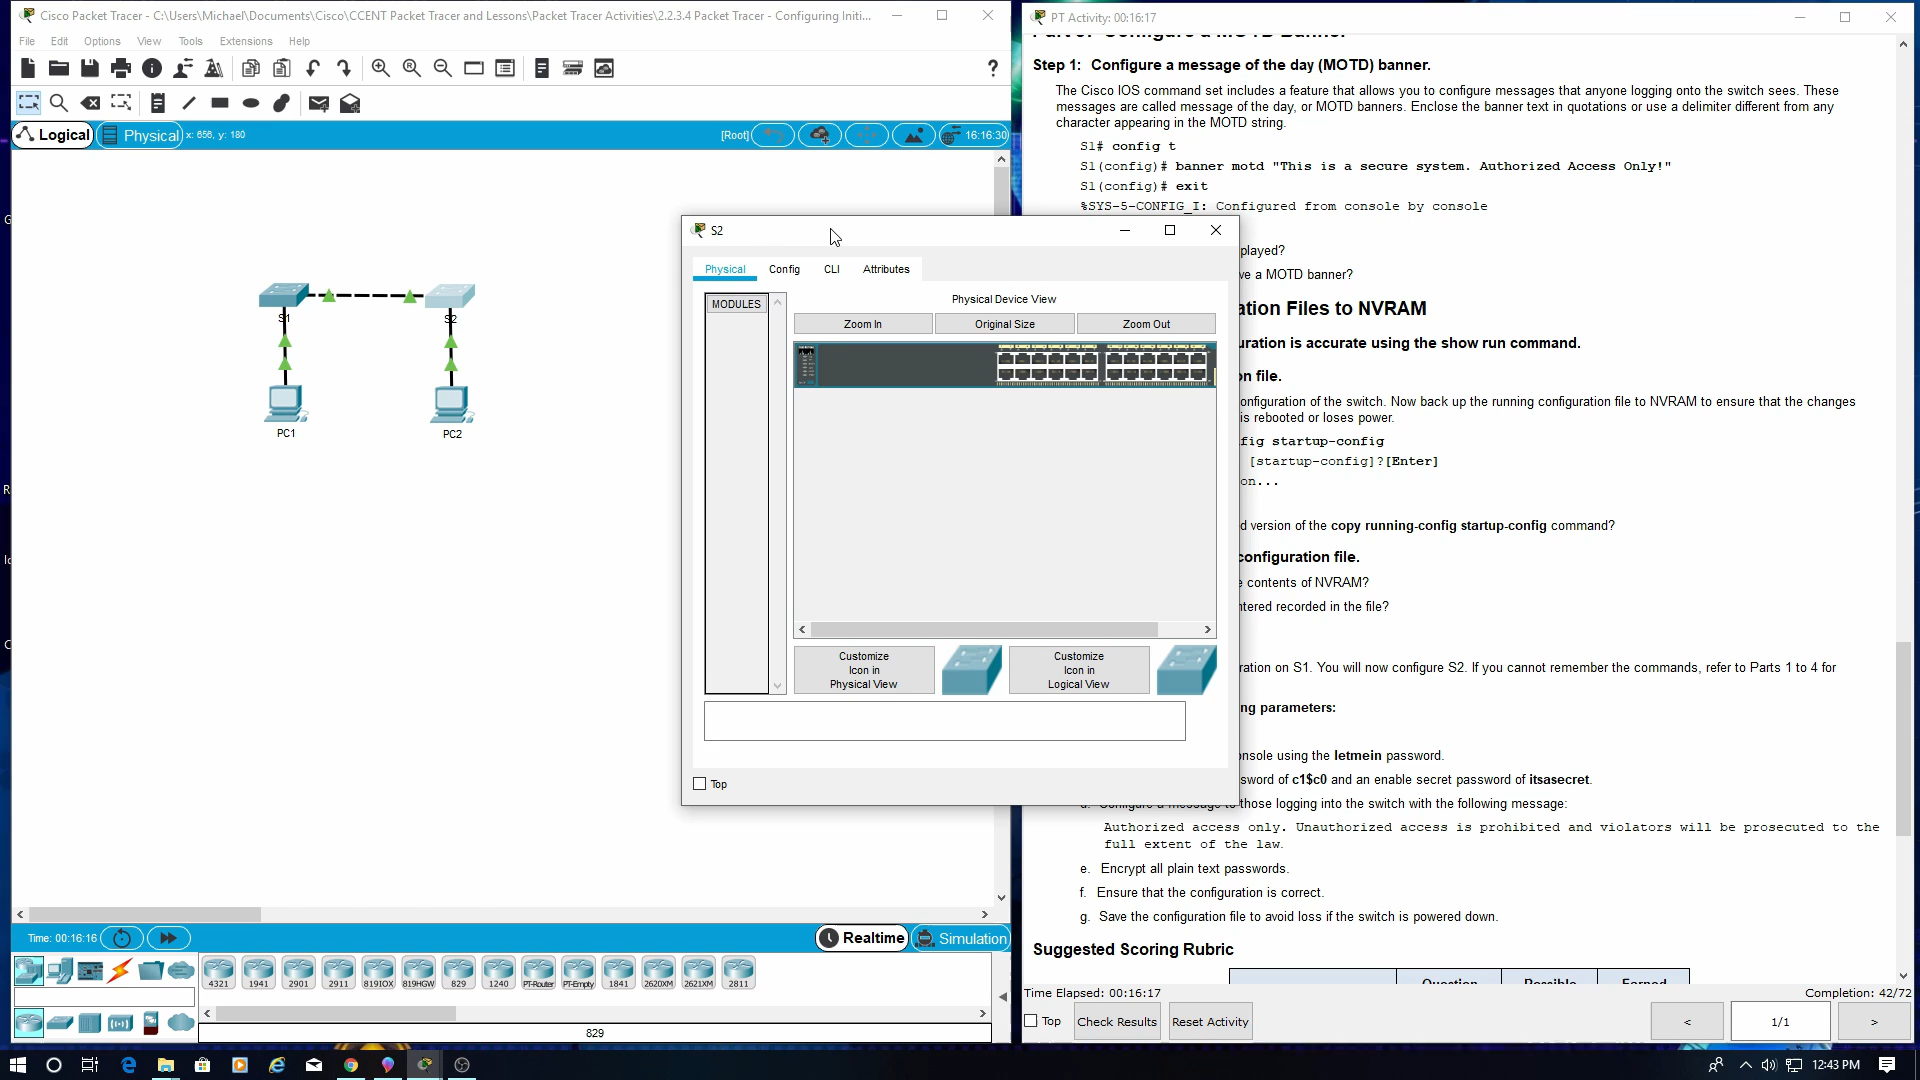 Cisco Packet Tracer - C:\Users\Michael\Documents\Cisco\CCENT Packet Tracer and Lessons\Packet Tracer Activities\2.2.3.4 Packet Tracer - Configuring Initi...
File Edit Options View Tools Extensions Help
Logical Physical x: 656, y: 180 [Root] 16:16:30
S1
S2
PC1
PC2
Time: 00:16:16 Realtime Simulation
4321 1941 2901 2911 819IOX 819HGW 829 1240 PT-Router PT-Empty 1841 2620XM 2621XM 2811
829
S2
Physical Config CLI Attributes
MODULES
Physical Device View
Zoom In Original Size Zoom Out
Customize
Icon in
Physical View
Customize
Icon in
Logical View
Top
PT Activity: 00:16:17
Step 1: Configure a message of the day (MOTD) banner.
The Cisco IOS command set includes a feature that allows you to configure messages that anyone logging onto the switch sees. These
messages are called message of the day, or MOTD banners. Enclose the banner text in quotations or use a delimiter different from any
character appearing in the MOTD string.
S1# config t
S1(config)# banner motd "This is a secure system. Authorized Access Only!"
S1(config)# exit
%SYS-5-CONFIG_I: Configured from console by console
played?
ve a MOTD banner?
ation Files to NVRAM
uration is accurate using the show run command.
on file.
onfiguration of the switch. Now back up the running configuration file to NVRAM to ensure that the changes
is rebooted or loses power.
fig startup-config
[startup-config]?[Enter]
on...
d version of the copy running-config startup-config command?
configuration file.
e contents of NVRAM?
ntered recorded in the file?
ration on S1. You will now configure S2. If you cannot remember the commands, refer to Parts 1 to 4 for
ng parameters:
onsole using the letmein password.
sword of c1$c0 and an enable secret password of itsasecret.
those logging into the switch with the following message:
Authorized access only. Unauthorized access is prohibited and violators will be prosecuted to the
full extent of the law.
e. Encrypt all plain text passwords.
f. Ensure that the configuration is correct.
g. Save the configuration file to avoid loss if the switch is powered down.
Suggested Scoring Rubric
Question Possible Earned
Time Elapsed: 00:16:17 Completion: 42/72
Top Check Results Reset Activity < 1/1 >
12:43 PM